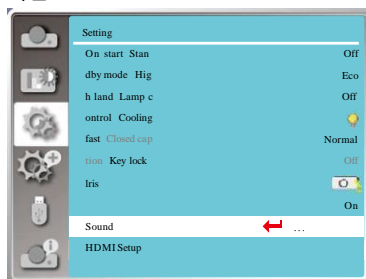 Setting
On start Stan Off
dby mode Hig Eco
h land Lamp c Off
ontrol Cooling
fast Closed cap Normal
tion Key lock Off
Iris
On
Sound ...
HDMI Setup